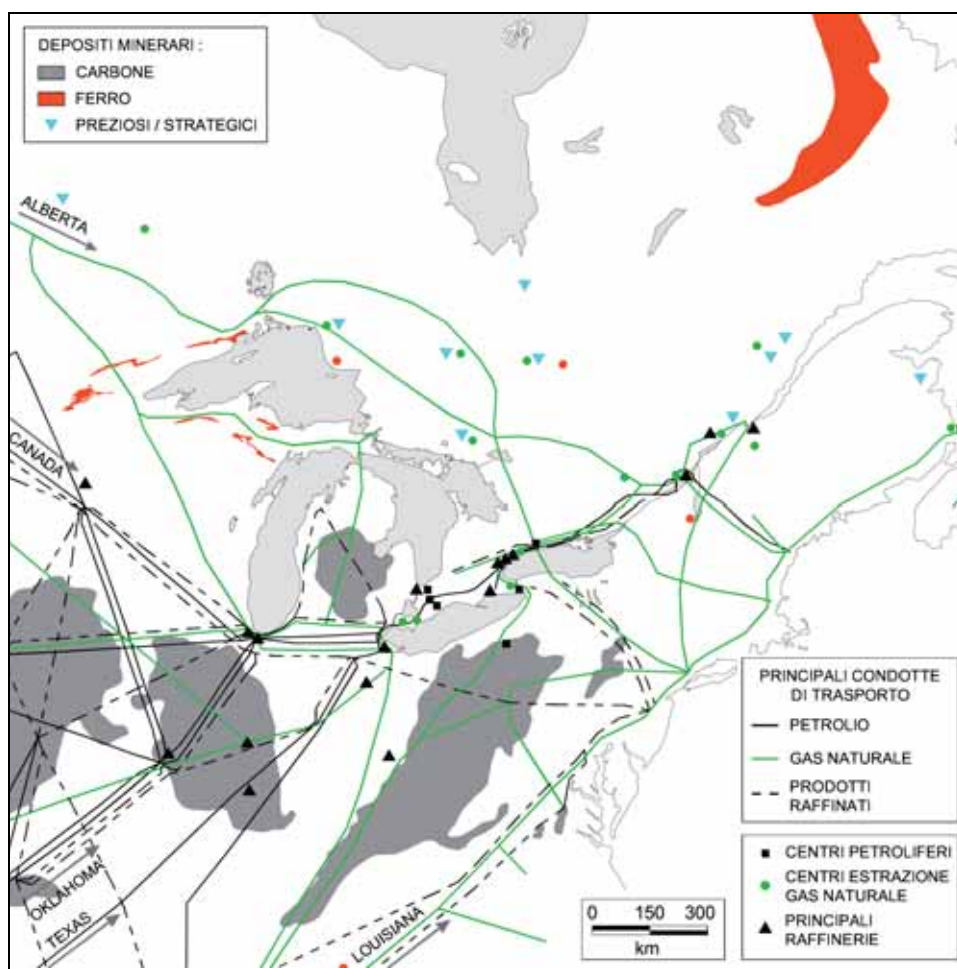 DEPOSITI MINERARI :
CARBONE
FERRO
PREZIOSI / STRATEGICI
ALBERTA
CANADA
OKLAHOMA
TEXAS
LOUISIANA
PRINCIPALI CONDOTTE
DI TRASPORTO
PETROLIO
GAS NATURALE
PRODOTTI
RAFFINATI
CENTRI PETROLIFERI
CENTRI ESTRAZIONE
GAS NATURALE
PRINCIPALI
RAFFINERIE
0 150 300
km